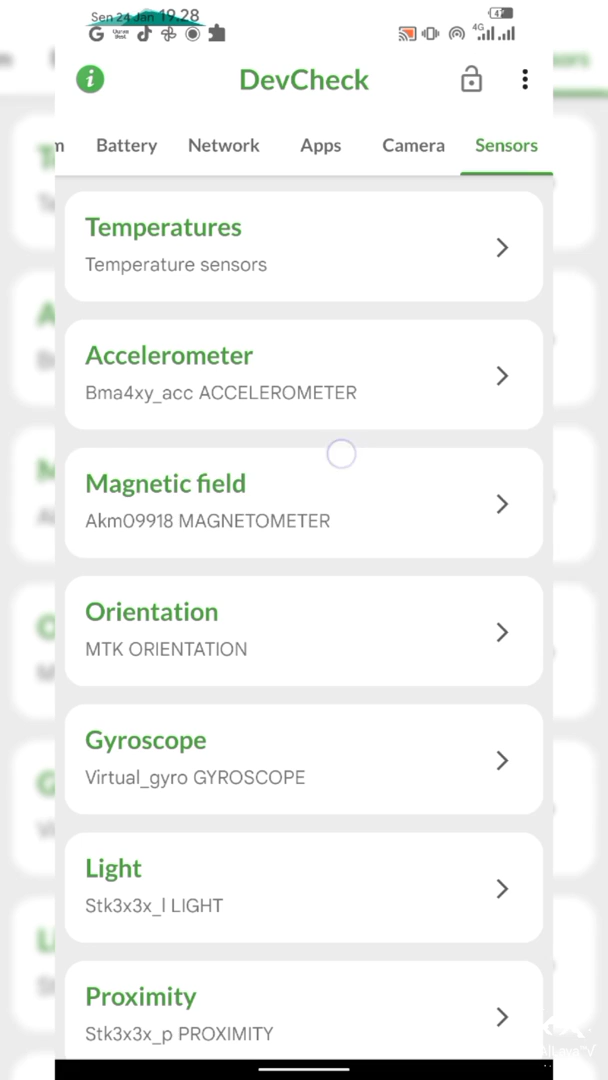 Sen 24 Jan 19.28
4G
DevCheck
Battery Network Apps Camera Sensors
Temperatures
Temperature sensors
Accelerometer
Bma4xy_acc ACCELEROMETER
Magnetic field
Akm09918 MAGNETOMETER
Orientation
MTK ORIENTATION
Gyroscope
Virtual_gyro GYROSCOPE
Light
Stk3x3x_l LIGHT
Proximity
Stk3x3x_p PROXIMITY